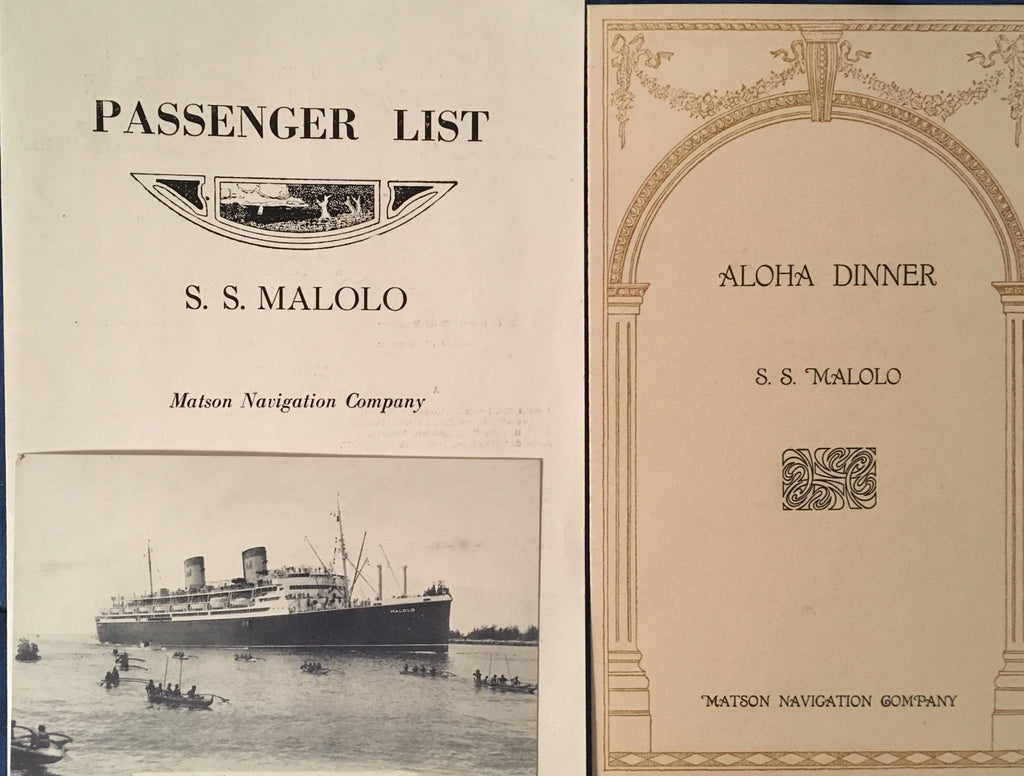 PASSENGER LIST
S. S. MALOLO
Matson Navigation Company
MALOLO
ALOHA DINNER
S. S. MALOLO
MATSON NAVIGATION COMPANY